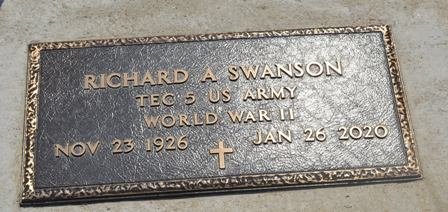 RICHARD A SWANSON
TEC 5 US ARMY
WORLD WAR II
NOV 23 1926 JAN 26 2020